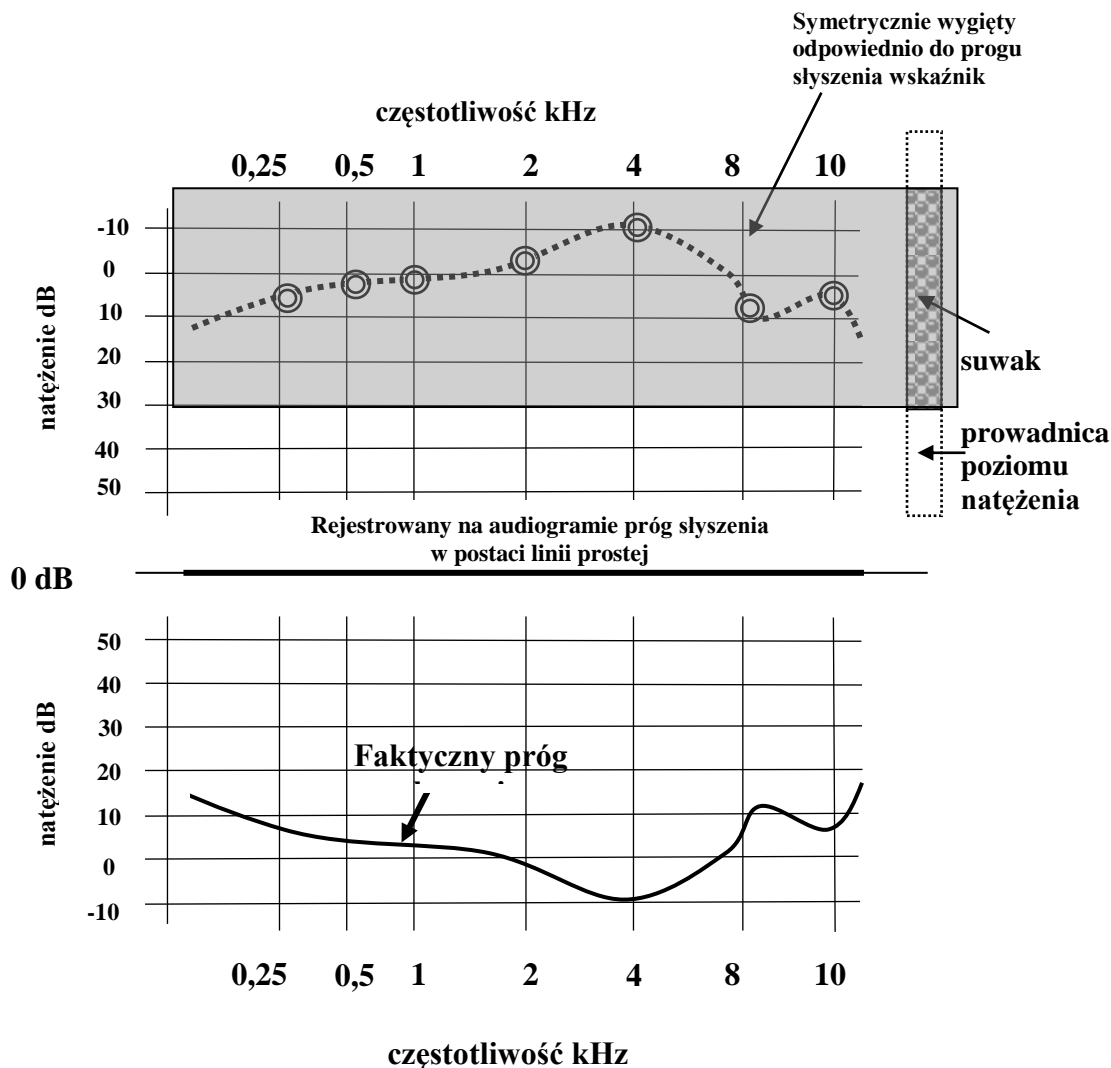 Symetrycznie wygięty
odpowiednio do progu
słyszenia wskaźnik
częstotliwość kHz
0,25 0,5 1 2 4 8 10
natężenie dB
-10
0
10
20
30
40
50
suwak
prowadnica
poziomu
natężenia
Rejestrowany na audiogramie próg słyszenia
w postaci linii prostej
0 dB
natężenie dB
50
40
30
20
10
0
-10
Faktyczny próg
0,25 0,5 1 2 4 8 10
częstotliwość kHz